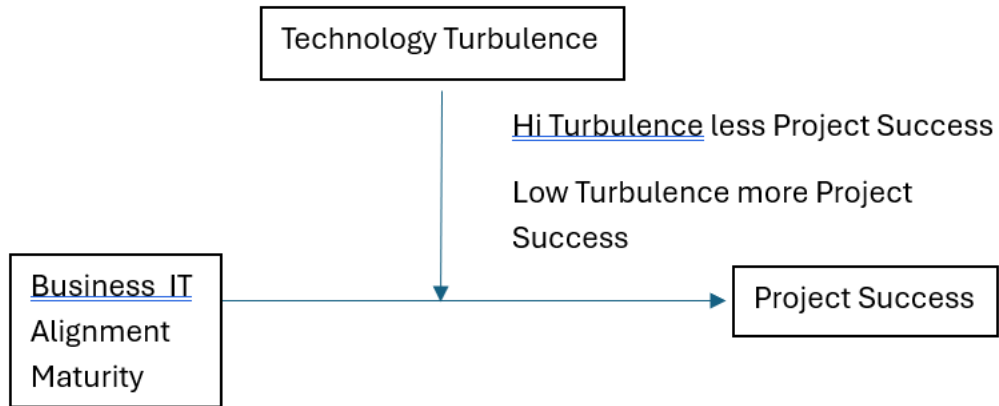 Technology Turbulence
Hi Turbulence less Project Success
Low Turbulence more Project
Success
Business IT
Alignment
Maturity
Project Success